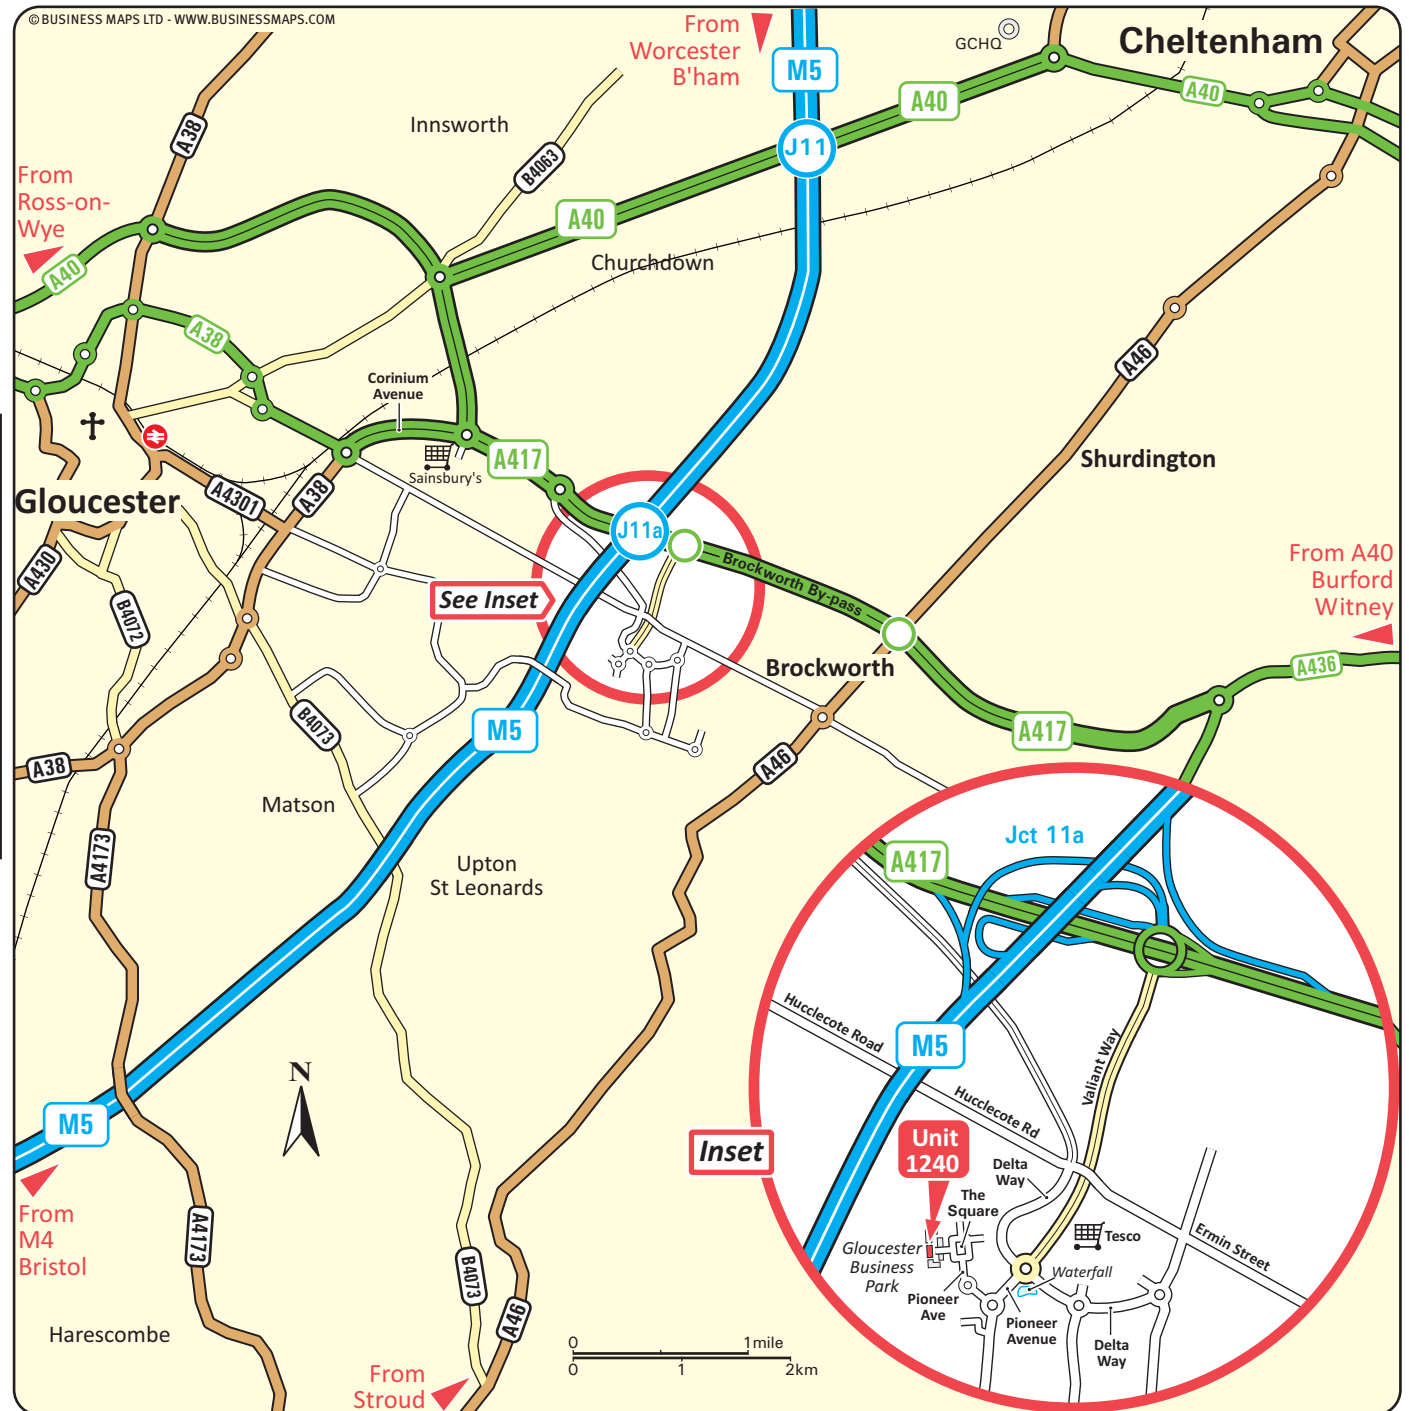 © BUSINESS MAPS LTD - WWW.BUSINESSMAPS.COM
From
Worcester
B'ham
M5
GCHQ
Cheltenham
A40
A40
J11
A38
Innsworth
B4063
From
Ross-on-
Wye
A40
A40
Churchdown
A38
A46
Corinium
Avenue
Sainsbury's
A417
Shurdington
Gloucester
A4301
A38
J11a
Brockworth By-pass
From A40
Burford
Witney
A430
See Inset
B4072
Brockworth
A436
B4073
M5
A417
A38
A46
Matson
A4173
Upton
St Leonards
Jct 11a
A417
Hucclecote Road
M5
Valiant Way
N
Hucclecote Rd
M5
Inset
Unit
1240
Delta
Way
The
Square
Tesco
Ermin Street
From
M4
Bristol
A4173
Gloucester
Business
Park
Waterfall
B4073
Pioneer
Ave
Pioneer
Avenue
Delta
Way
A46
Harescombe
0
1mile
0
1
2km
From
Stroud